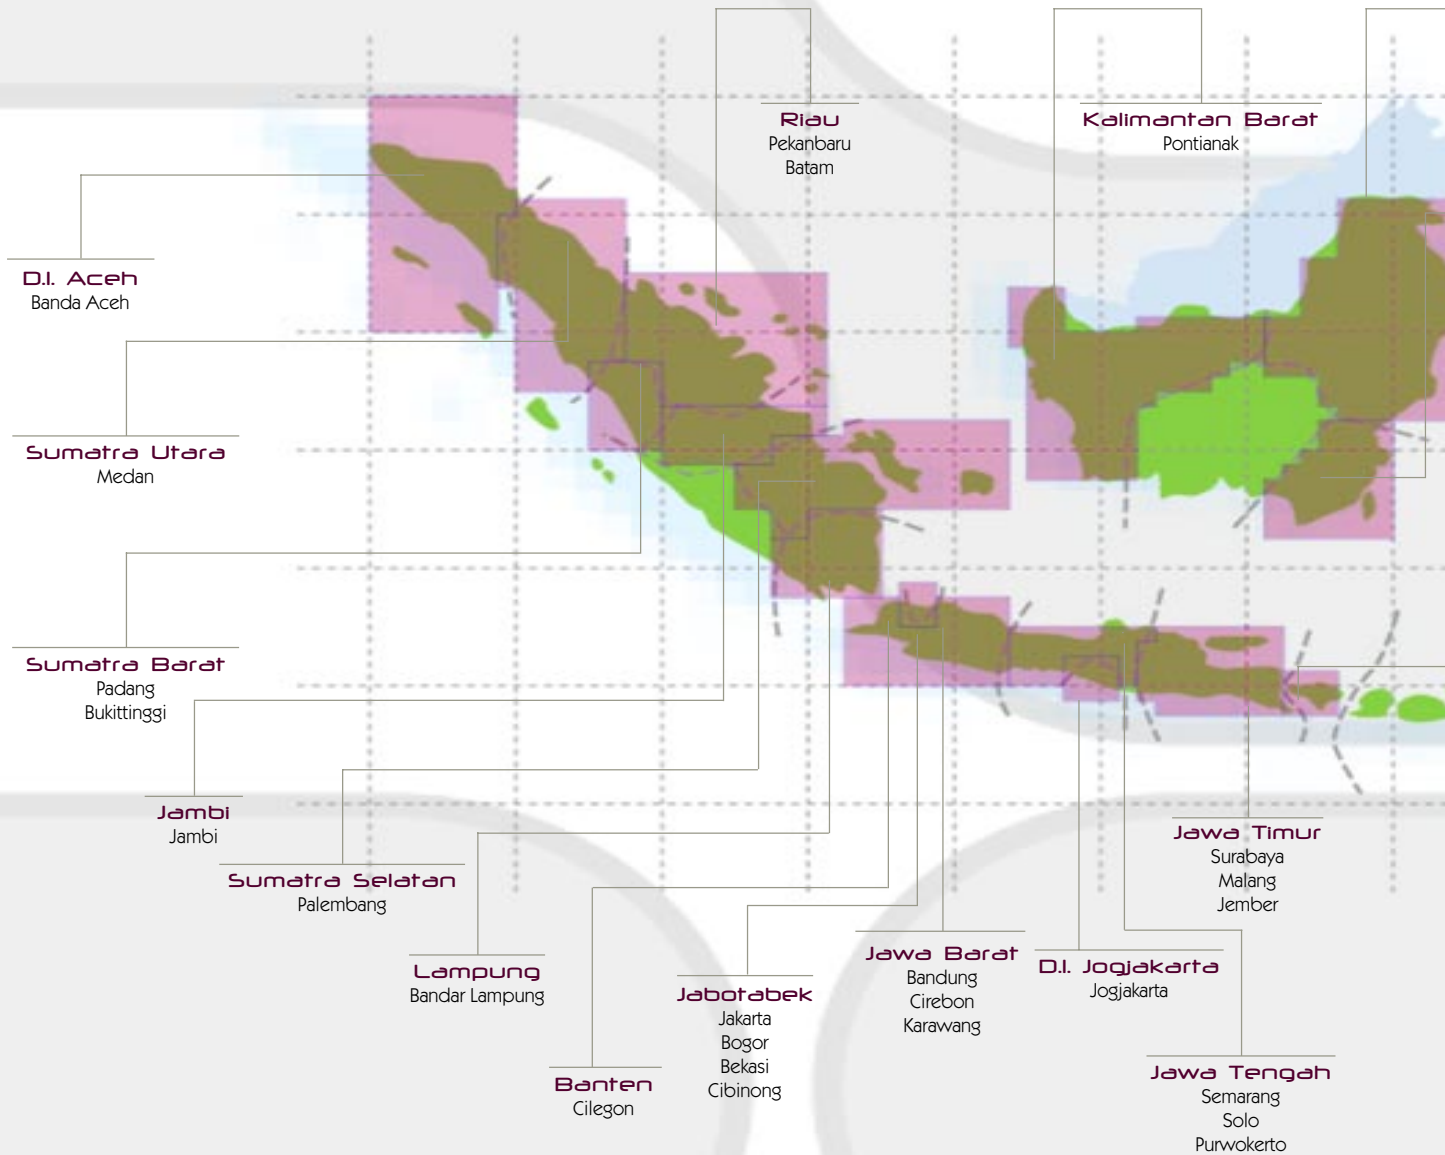 Riau
Pekanbaru
Batam
Kalimantan Barat
Pontianak
D.I. Aceh
Banda Aceh
Sumatra Utara
Medan
Sumatra Barat
Padang
Bukittinggi
Jambi
Jambi
Sumatra Selatan
Palembang
Lampung
Bandar Lampung
Banten
Cilegon
Jabotabek
Jakarta
Bogor
Bekasi
Cibinong
Jawa Barat
Bandung
Cirebon
Karawang
D.I. Jogjakarta
Jogjakarta
Jawa Timur
Surabaya
Malang
Jember
Jawa Tengah
Semarang
Solo
Purwokerto